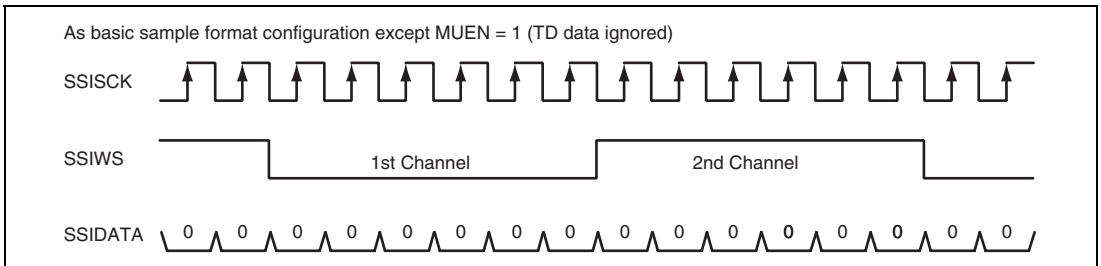 As basic sample format configuration except MUEN = 1 (TD data ignored)
SSISCK
SSIWS 1st Channel 2nd Channel
SSIDATA 0 0 0 0 0 0 0 0 0 0 0 0 0 0 0 0